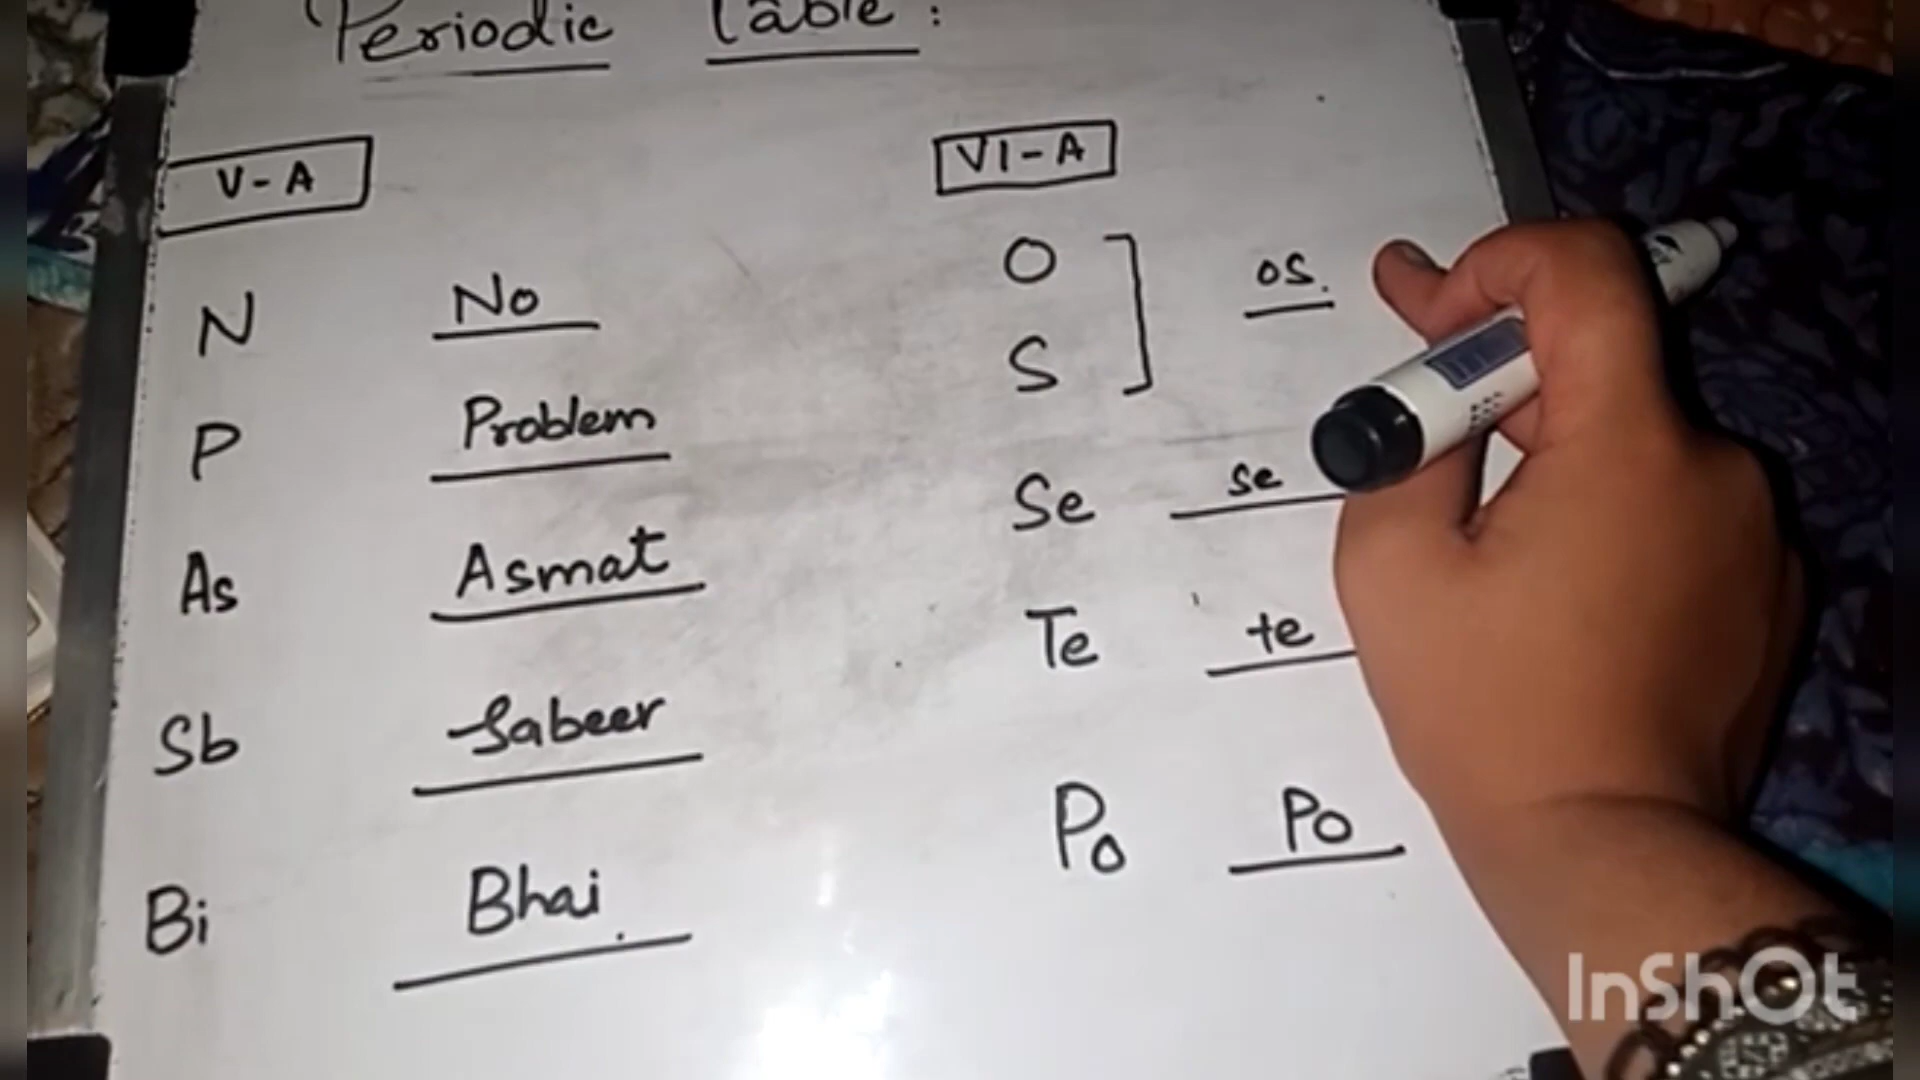 Periodic Table :
V-A
N No
P Problem
As Asmat
Sb Sabeer
Bi Bhai
VI-A
O
S
os.
Se se
Te te
Po Po
InShOt